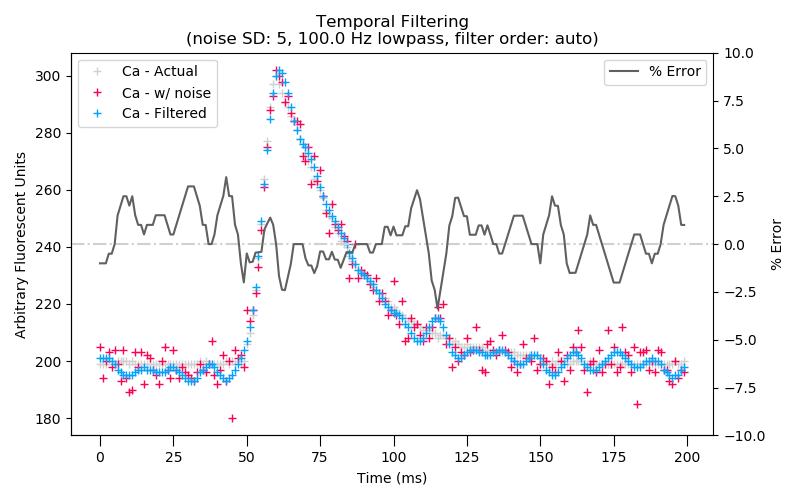 Temporal Filtering
(noise SD: 5, 100.0 Hz lowpass, filter order: auto)
Ca - Actual
Ca - w/ noise
Ca - Filtered
% Error
300
280
260
240
220
200
180
Arbitrary Fluorescent Units
10.0
7.5
5.0
2.5
0.0
−2.5
−5.0
−7.5
−10.0
% Error
0 25 50 75 100 125 150 175 200
Time (ms)